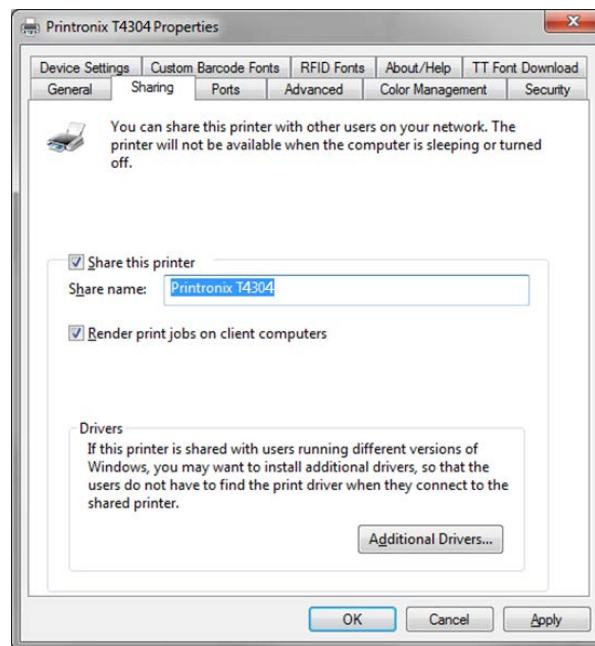 Printronix T4304 Properties
Device Settings Custom Barcode Fonts RFID Fonts About/Help TT Font Download
General Sharing Ports Advanced Color Management Security
You can share this printer with other users on your network. The
printer will not be available when the computer is sleeping or turned
off.
Share this printer
Share name: Printronix T4304
Render print jobs on client computers
Drivers
If this printer is shared with users running different versions of
Windows, you may want to install additional drivers, so that the
users do not have to find the print driver when they connect to the
shared printer.
Additional Drivers...
OK Cancel Apply